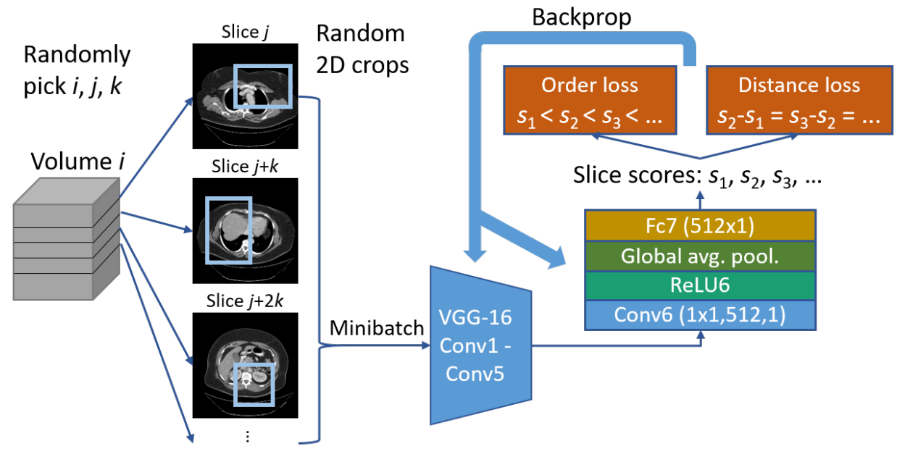 Randomly
pick i, j, k
Volume i
Slice j
Slice j+k
Slice j+2k
...
Random
2D crops
Minibatch
VGG-16
Conv1 -
Conv5
Backprop
Order loss
s1 < s2 < s3 < ...
Distance loss
s2-s1 = s3-s2 = ...
Slice scores: s1, s2, s3, ...
Fc7 (512x1)
Global avg. pool.
ReLU6
Conv6 (1x1,512,1)